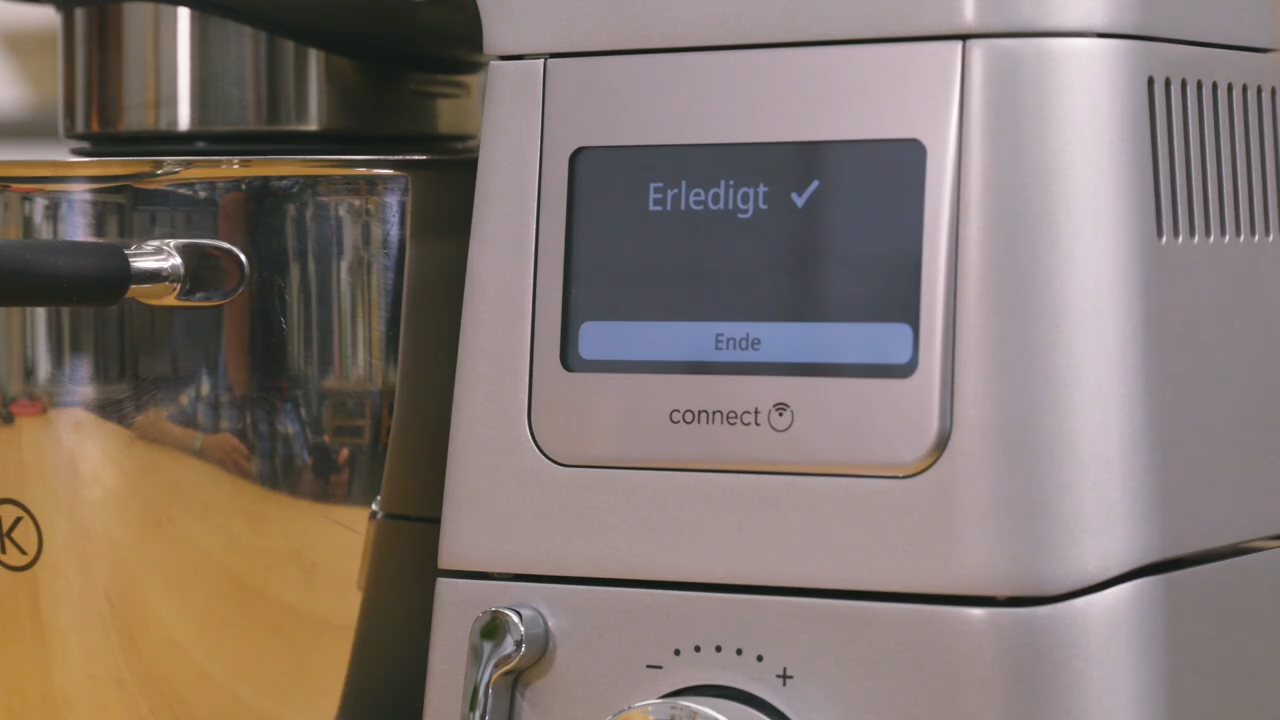 Erledigt ✓
Ende
connect
K
− +